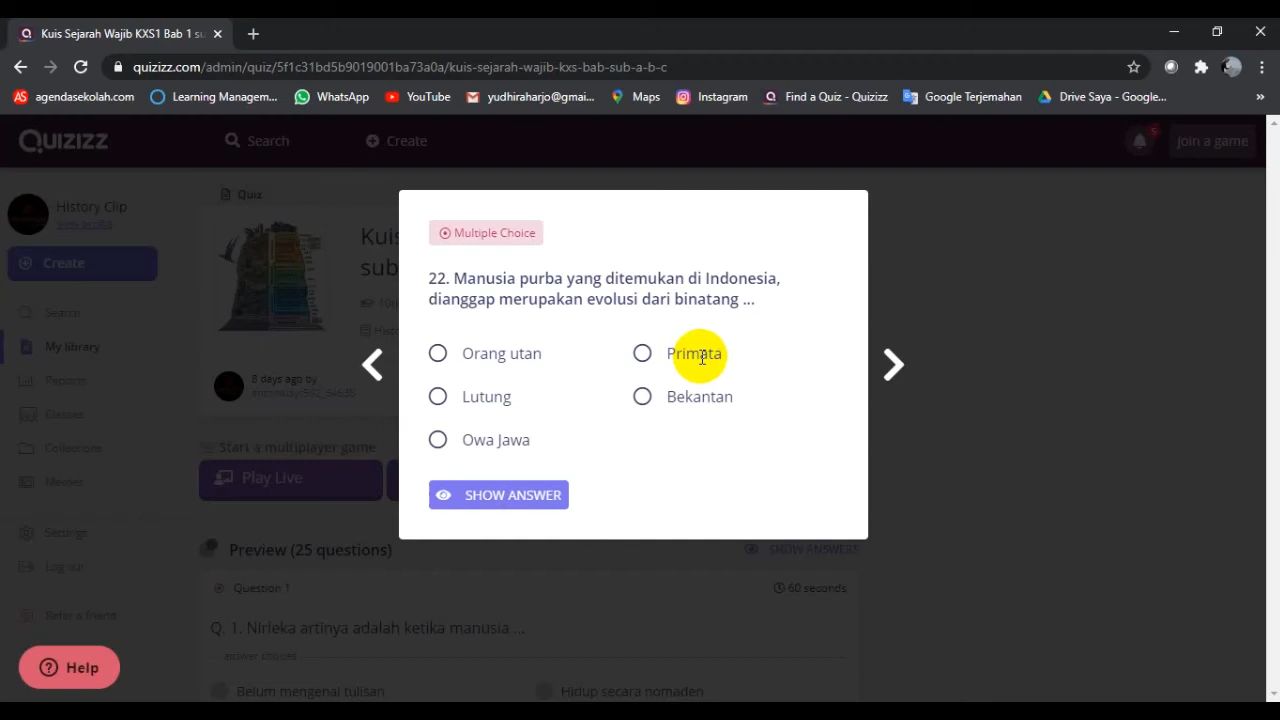 Kuis Sejarah Wajib KXS1 Bab 1 su
quizizz.com/admin/quiz/5f1c31bd5b9019001ba73a0a/kuis-sejarah-wajib-kxs-bab-sub-a-b-c
agendasekolah.com Learning Managem... WhatsApp YouTube yudhiraharjo@gmai... Maps Instagram Find a Quiz - Quizizz Google Terjemahan Drive Saya - Google... »
QUIZIZZ Search Create 5 Join a game
History Clip
Create
Search
My library
Reports
Classes
Collections
Memes
Settings
Log out
Refer a friend
Help
Quiz
Kuis
sub
8 days ago by
Start a multiplayer game
Play Live
Multiple Choice
22. Manusia purba yang ditemukan di Indonesia,
dianggap merupakan evolusi dari binatang ...
Orang utan Primata
Lutung Bekantan
Owa Jawa
SHOW ANSWER
Preview (25 questions) SHOW ANSWERS
Question 1 60 seconds
Q. 1. Nirleka artinya adalah ketika manusia ...
answer choices
Belum mengenal tulisan Hidup secara nomaden